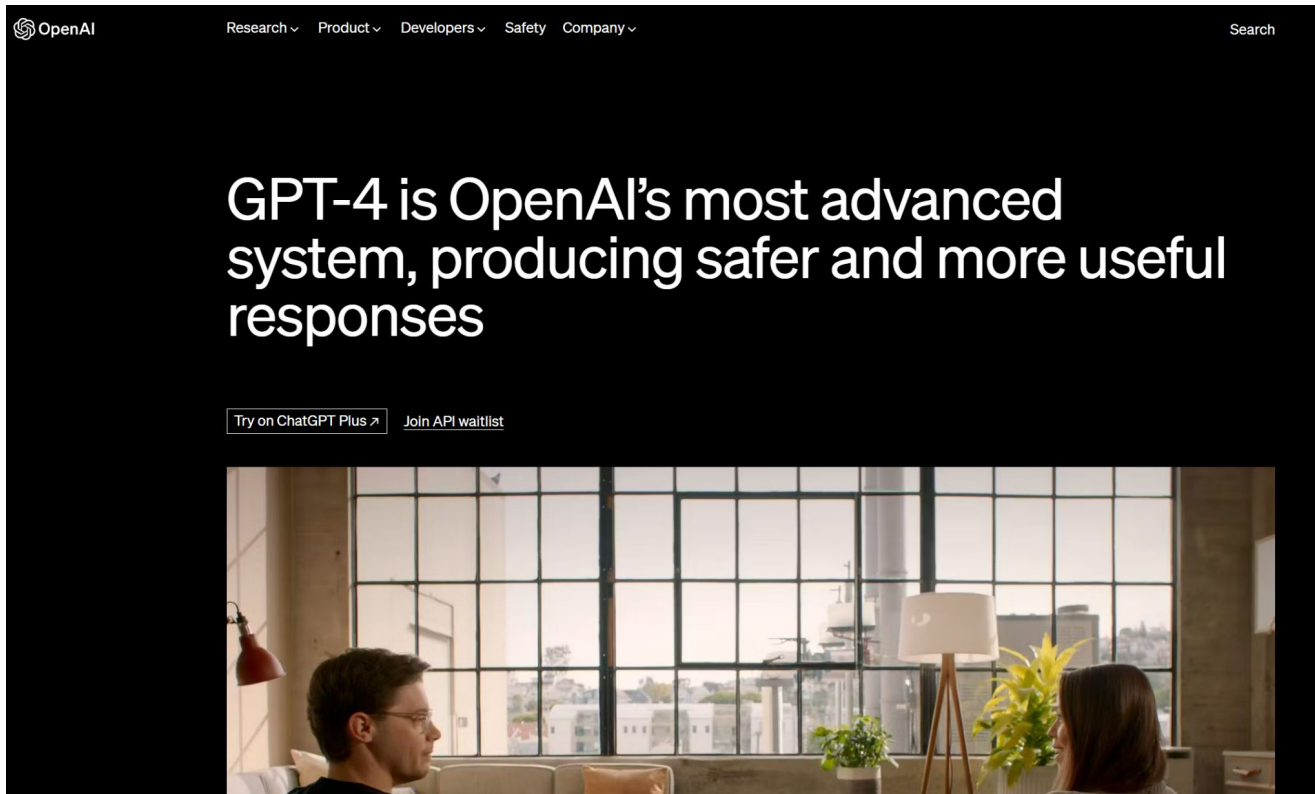 OpenAI
Research
Product
Developers
Safety
Company
Search
GPT-4 is OpenAI’s most advanced
system, producing safer and more useful
responses
Try on ChatGPT Plus ↗
Join API waitlist